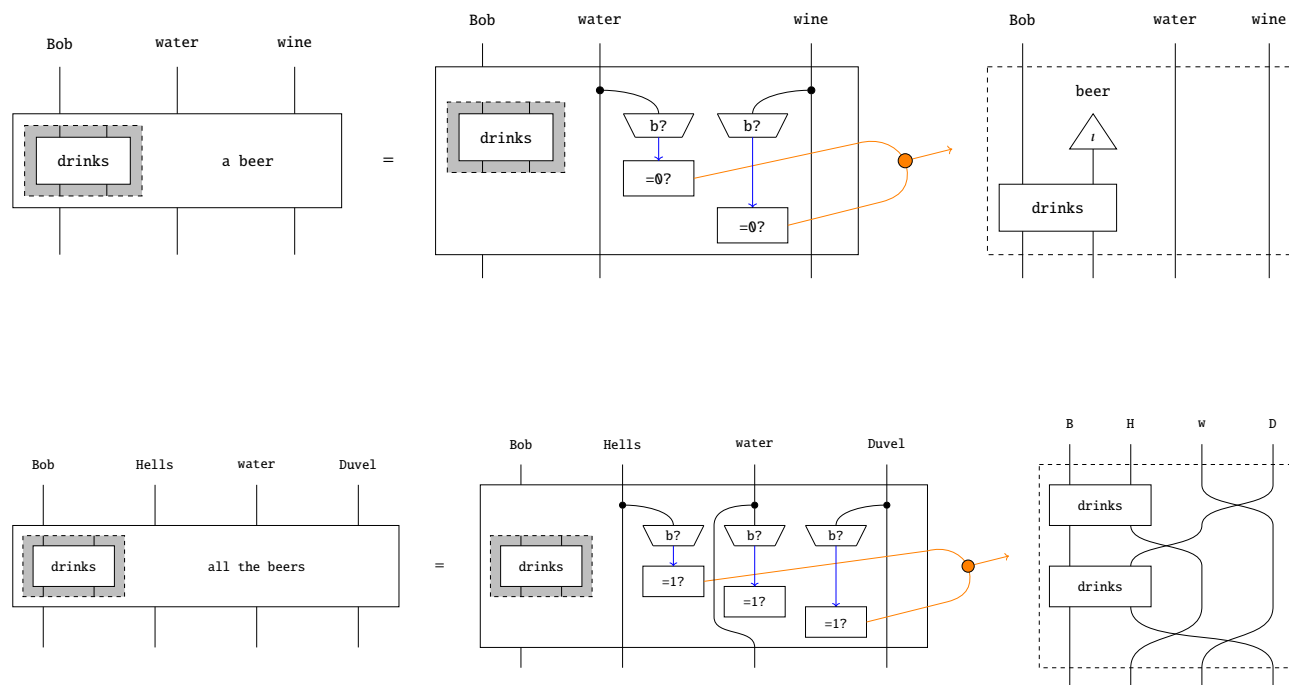 Bob water wine
drinks a beer
=
Bob water wine
drinks b? b?
=0?
=0?
Bob water wine
beer
ι
drinks
Bob Hells water Duvel
drinks all the beers
=
Bob Hells water Duvel
b? b? b?
drinks =1?
=1?
=1?
B H w D
drinks
drinks